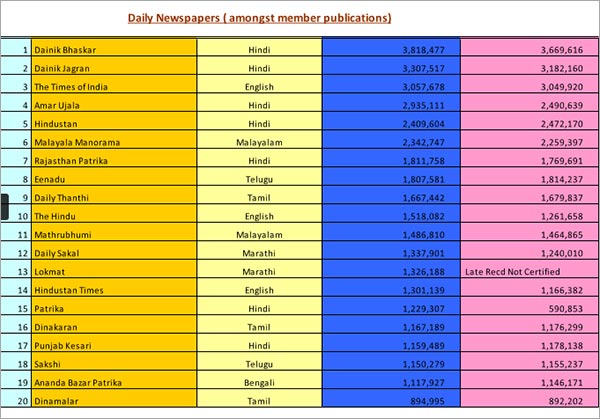 Daily Newspapers ( amongst member publications)
1 Dainik Bhaskar Hindi 3,818,477 3,669,616
2 Dainik Jagran Hindi 3,307,517 3,182,160
3 The Times of India English 3,057,678 3,049,920
4 Amar Ujala Hindi 2,935,111 2,490,639
5 Hindustan Hindi 2,409,604 2,472,170
6 Malayala Manorama Malayalam 2,342,747 2,259,397
7 Rajasthan Patrika Hindi 1,811,758 1,769,691
8 Eenadu Telugu 1,807,581 1,814,237
9 Daily Thanthi Tamil 1,667,442 1,679,837
10 The Hindu English 1,518,082 1,261,658
11 Mathrubhumi Malayalam 1,486,810 1,464,865
12 Daily Sakal Marathi 1,337,901 1,240,010
13 Lokmat Marathi 1,326,188 Late Recd Not Certified
14 Hindustan Times English 1,301,139 1,166,382
15 Patrika Hindi 1,229,307 590,853
16 Dinakaran Tamil 1,167,189 1,176,299
17 Punjab Kesari Hindi 1,159,489 1,178,138
18 Sakshi Telugu 1,150,279 1,155,237
19 Ananda Bazar Patrika Bengali 1,117,927 1,146,171
20 Dinamalar Tamil 894,995 892,202